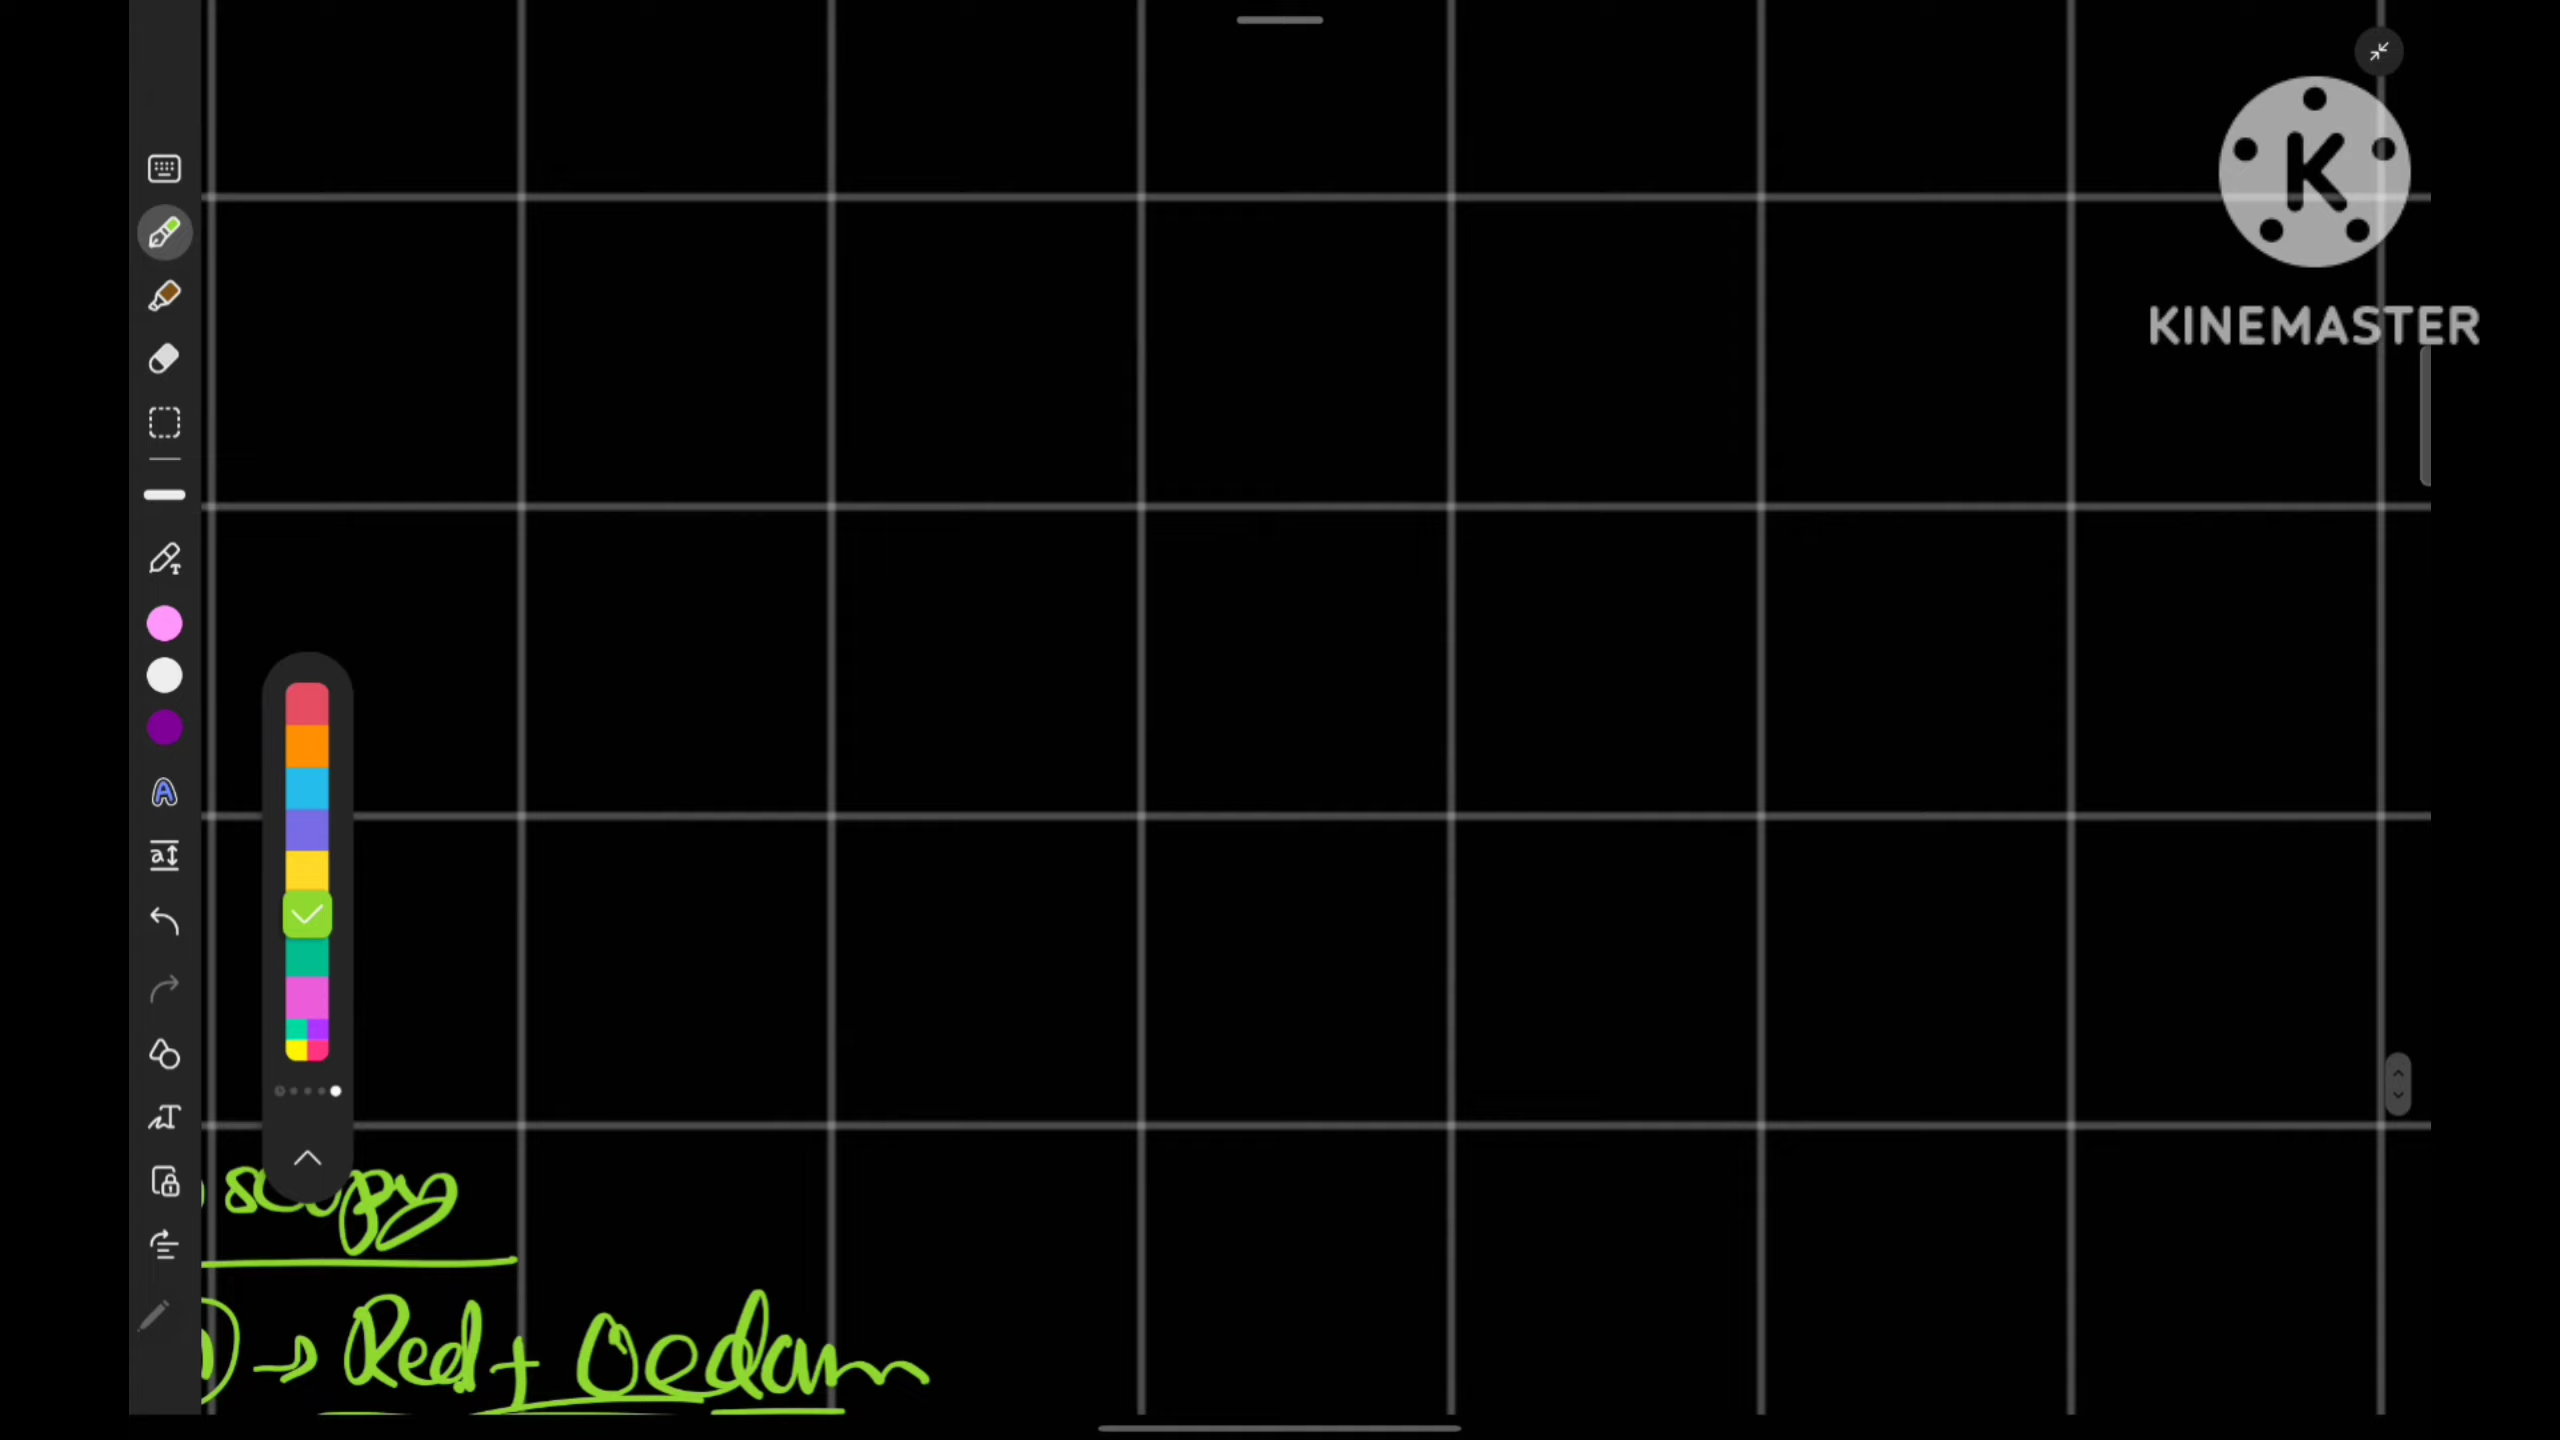 KINEMASTER
scopy
→ Red + Oedam